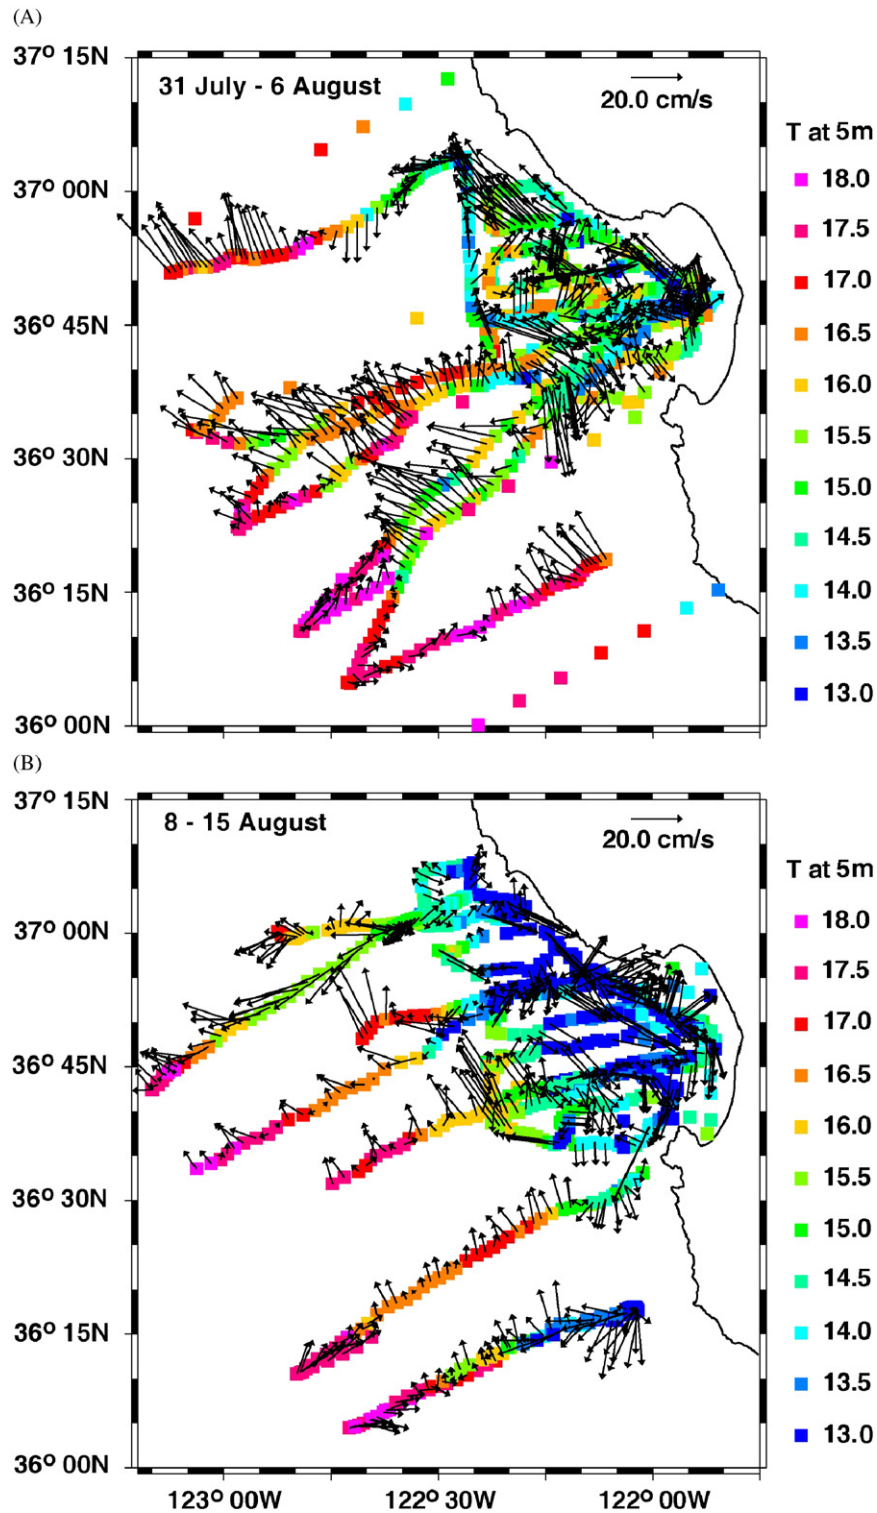 (A)
37° 15N
37° 00N
36° 45N
36° 30N
36° 15N
36° 00N
31 July - 6 August
20.0 cm/s
T at 5m
18.0
17.5
17.0
16.5
16.0
15.5
15.0
14.5
14.0
13.5
13.0
(B)
37° 15N
37° 00N
36° 45N
36° 30N
36° 15N
36° 00N
8 - 15 August
20.0 cm/s
T at 5m
18.0
17.5
17.0
16.5
16.0
15.5
15.0
14.5
14.0
13.5
13.0
123° 00W
122° 30W
122° 00W